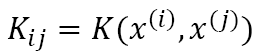 K_{ij} = K(x^{(i)}, x^{(j)})